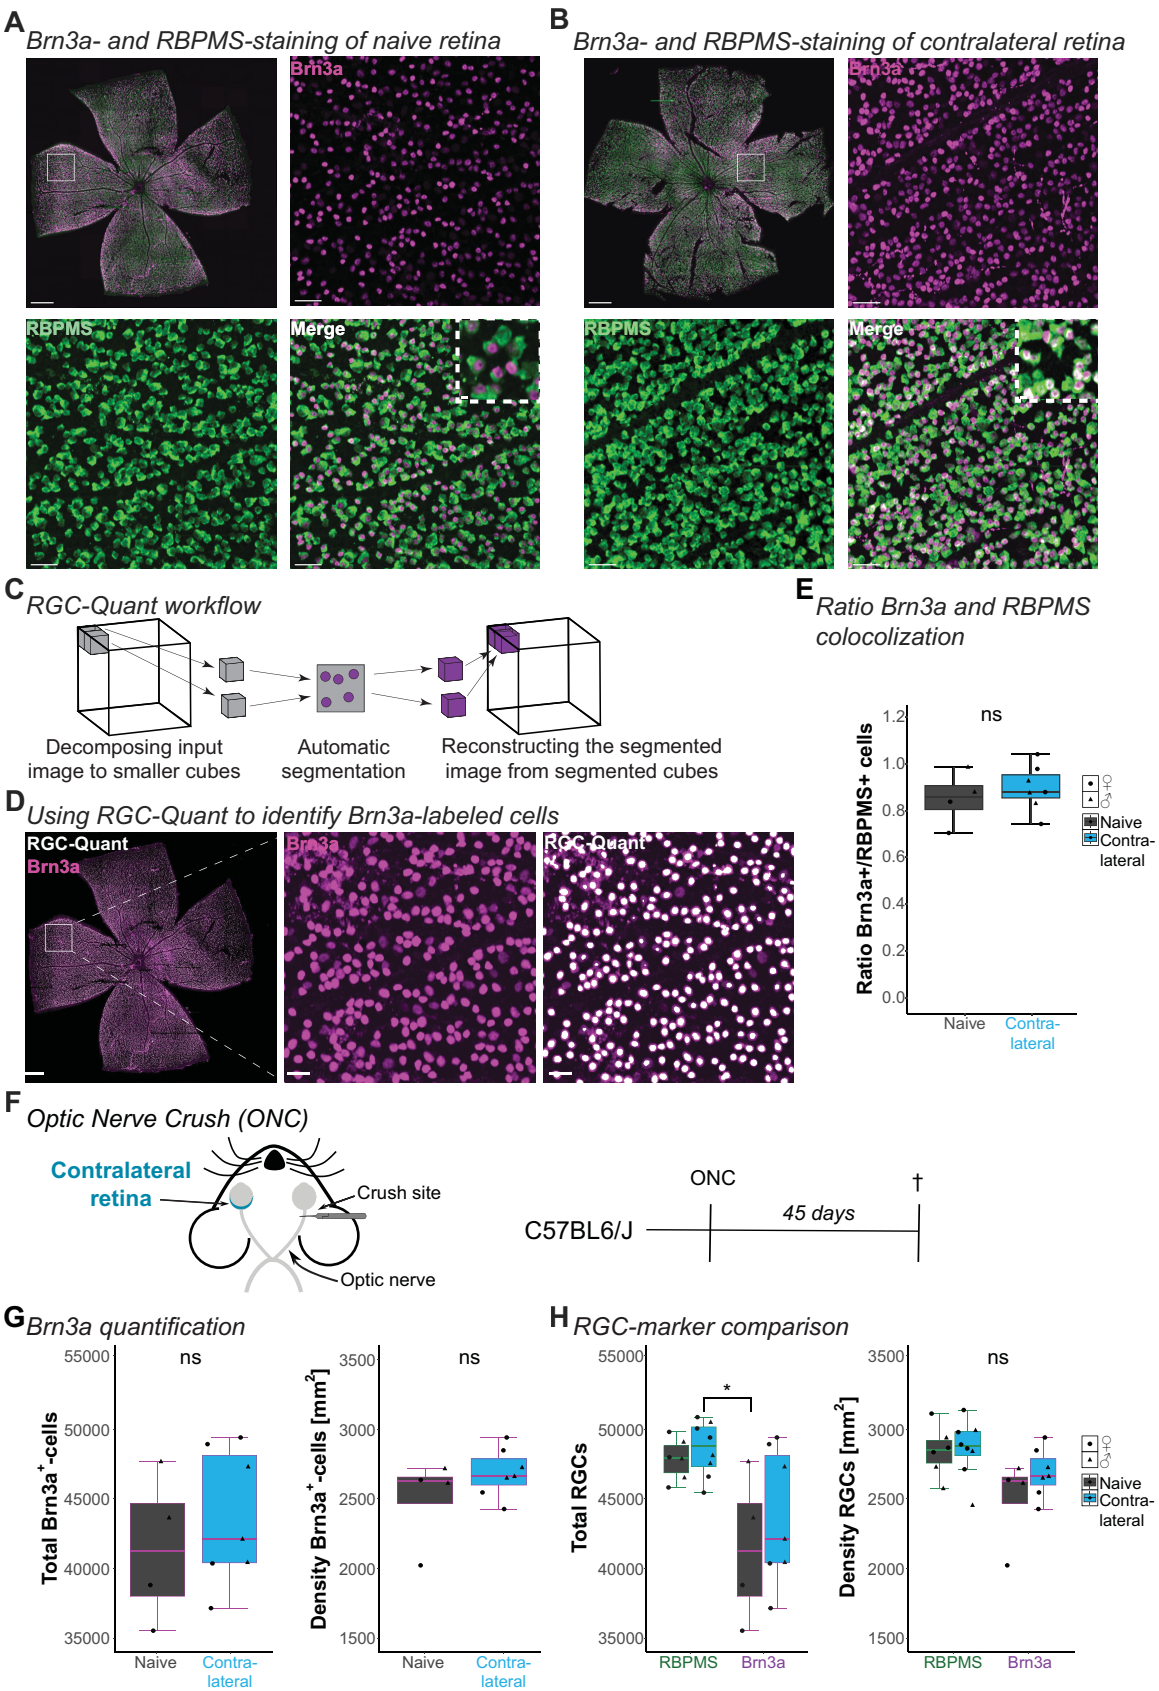 A
Brn3a- and RBPMS-staining of naive retina
Brn3a
RBPMS
Merge
B
Brn3a- and RBPMS-staining of contralateral retina
Brn3a
RBPMS
Merge
C
RGC-Quant workflow
Decomposing input
image to smaller cubes
Automatic
segmentation
Reconstructing the segmented
image from segmented cubes
D
Using RGC-Quant to identify Brn3a-labeled cells
RGC-Quant
Brn3a
Brn3a
RGC-Quant
E
Ratio Brn3a and RBPMS
colocolization
Ratio Brn3a+/RBPMS+ cells
1.2
1.0
0.8
0.6
0.4
0.2
0.0
ns
Naive
Contra-
lateral
♀
♂
Naive
Contra-
lateral
F
Optic Nerve Crush (ONC)
Contralateral
retina
Crush site
Optic nerve
C57BL6/J
ONC
45 days
†
G
Brn3a quantification
Total Brn3a+-cells
55000
50000
45000
40000
35000
ns
Naive
Contra-
lateral
Density Brn3a+-cells [mm2]
3500
3000
2500
2000
1500
ns
Naive
Contra-
lateral
H
RGC-marker comparison
Total RGCs
55000
50000
45000
40000
35000
*
RBPMS
Brn3a
Density RGCs [mm2]
3500
3000
2500
2000
1500
ns
RBPMS
Brn3a
♀
♂
Naive
Contra-
lateral